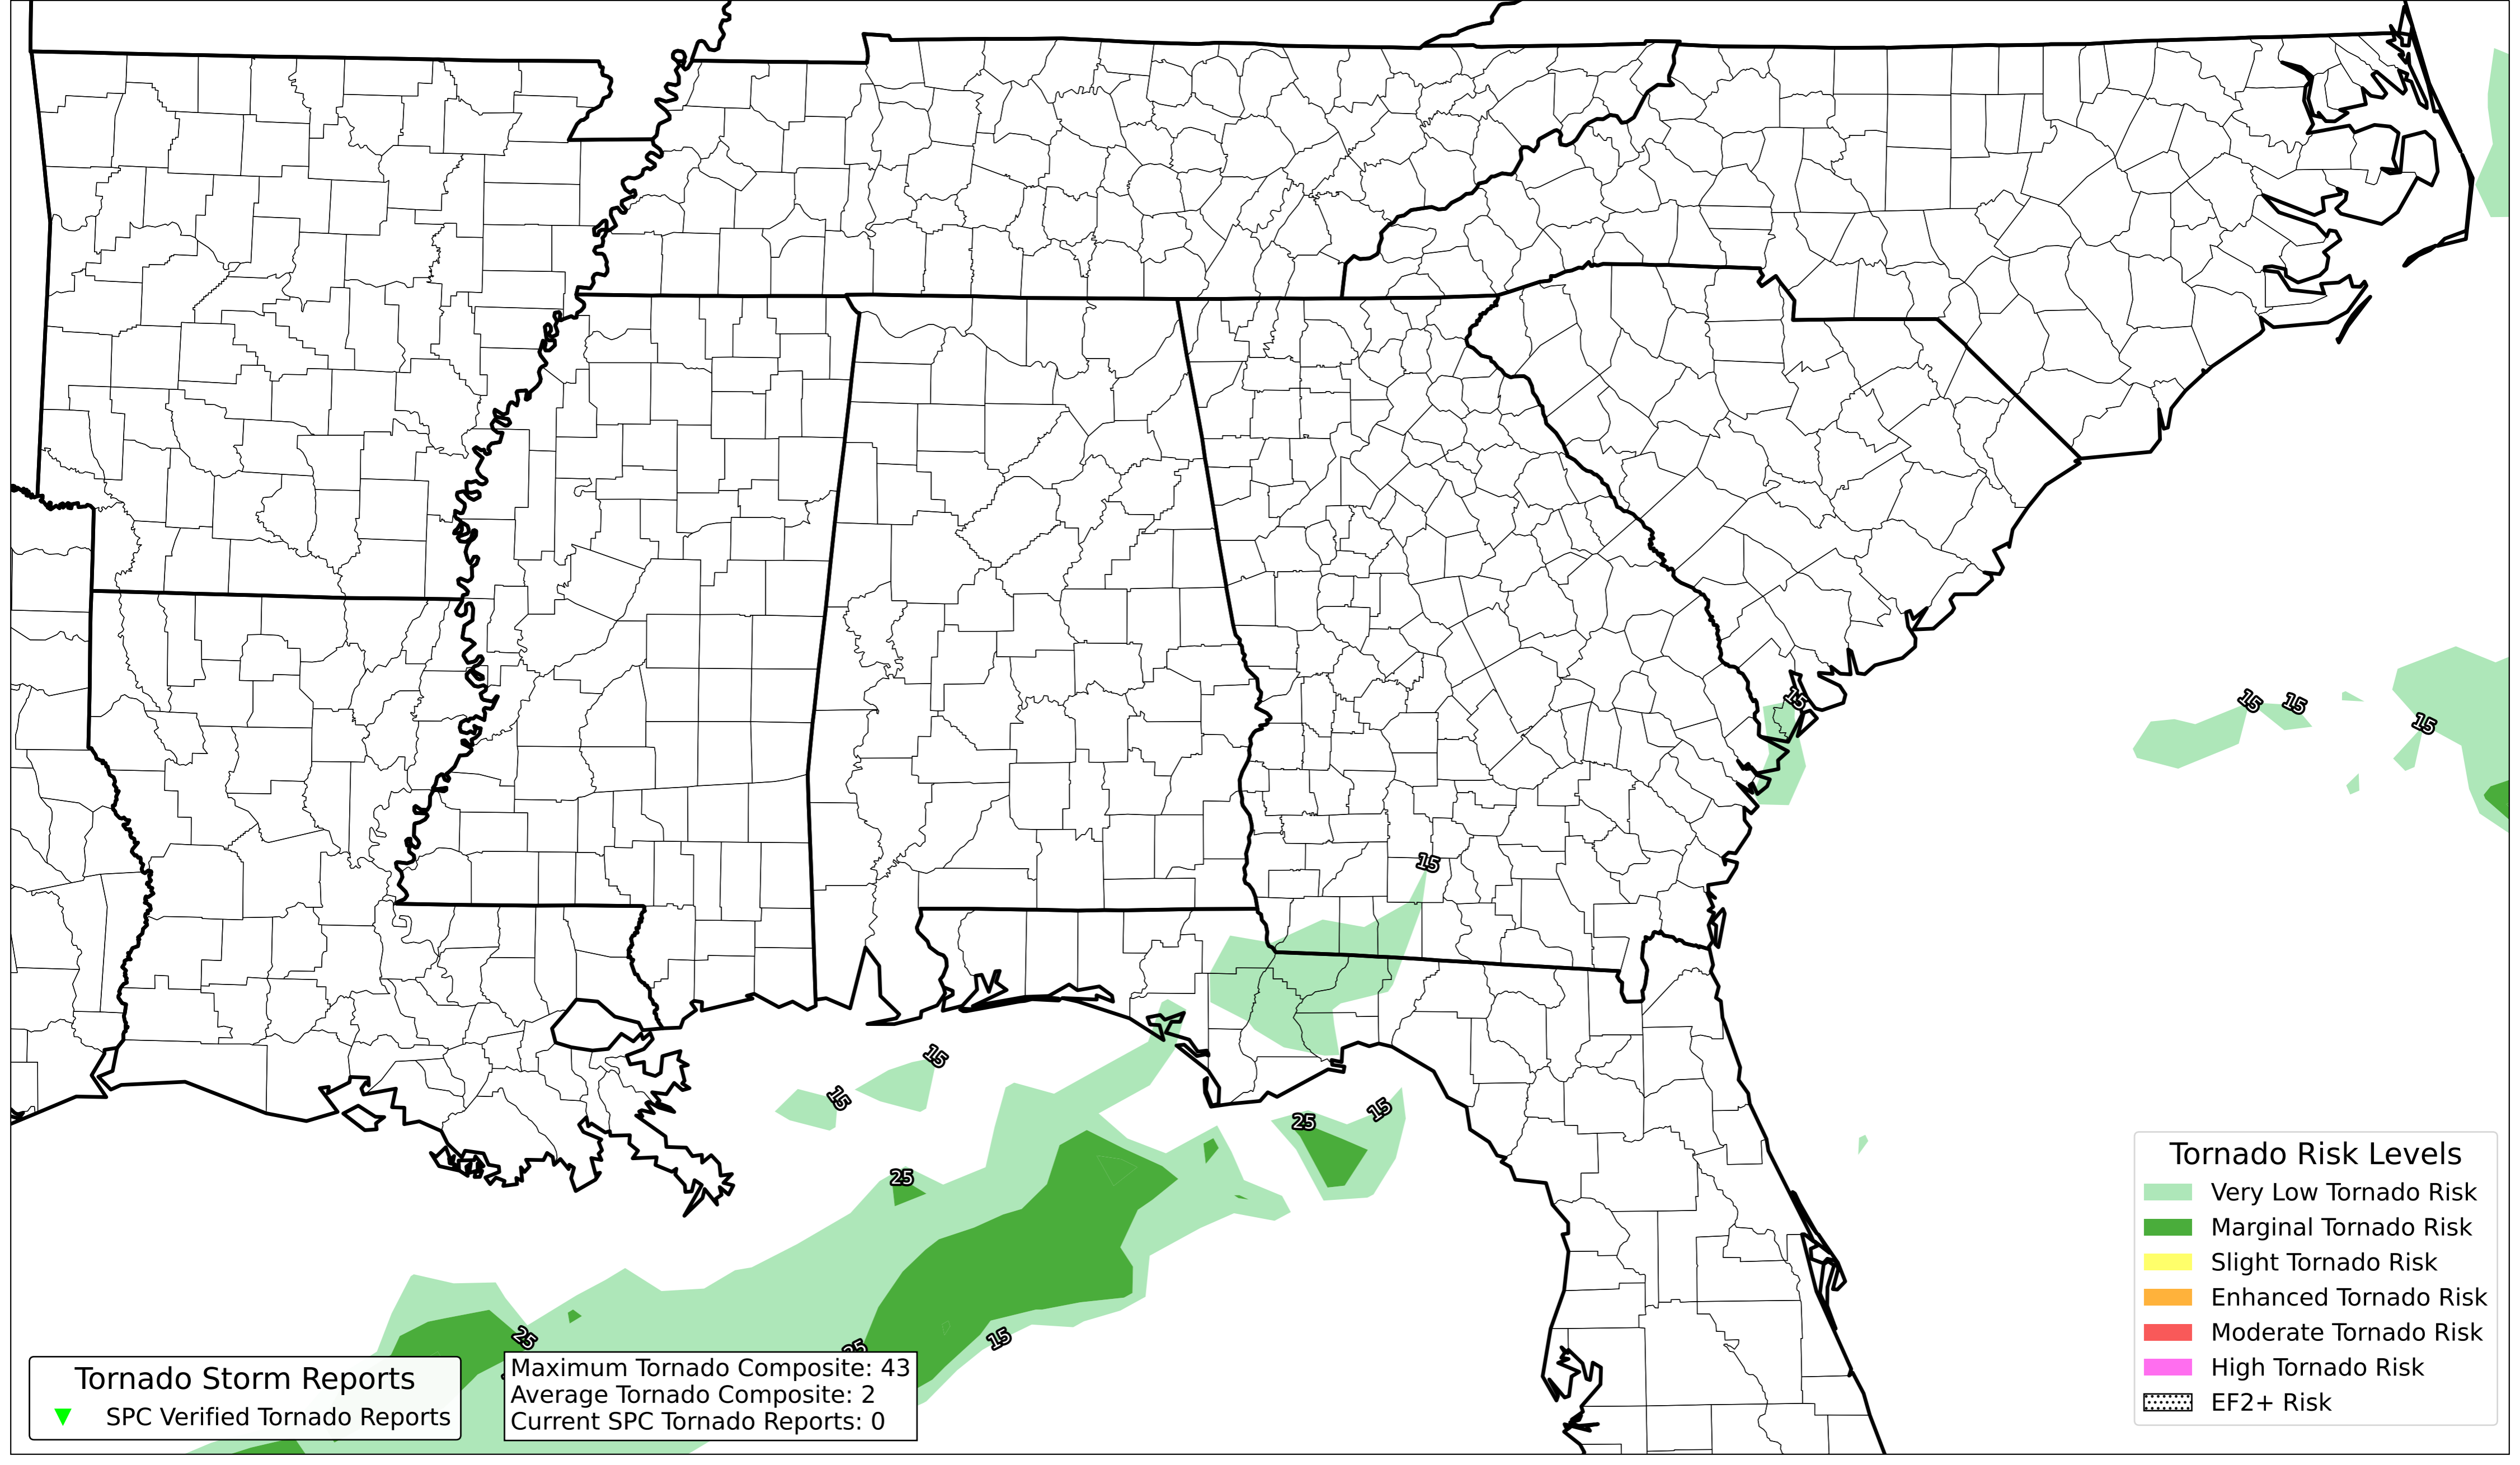 15
15
15
15
15
15
15
25
15
15
25
25
25
15
Tornado Risk Levels
Very Low Tornado Risk
Marginal Tornado Risk
Slight Tornado Risk
Enhanced Tornado Risk
Moderate Tornado Risk
High Tornado Risk
EF2+ Risk
Tornado Storm Reports
SPC Verified Tornado Reports
Maximum Tornado Composite: 43
Average Tornado Composite: 2
Current SPC Tornado Reports: 0